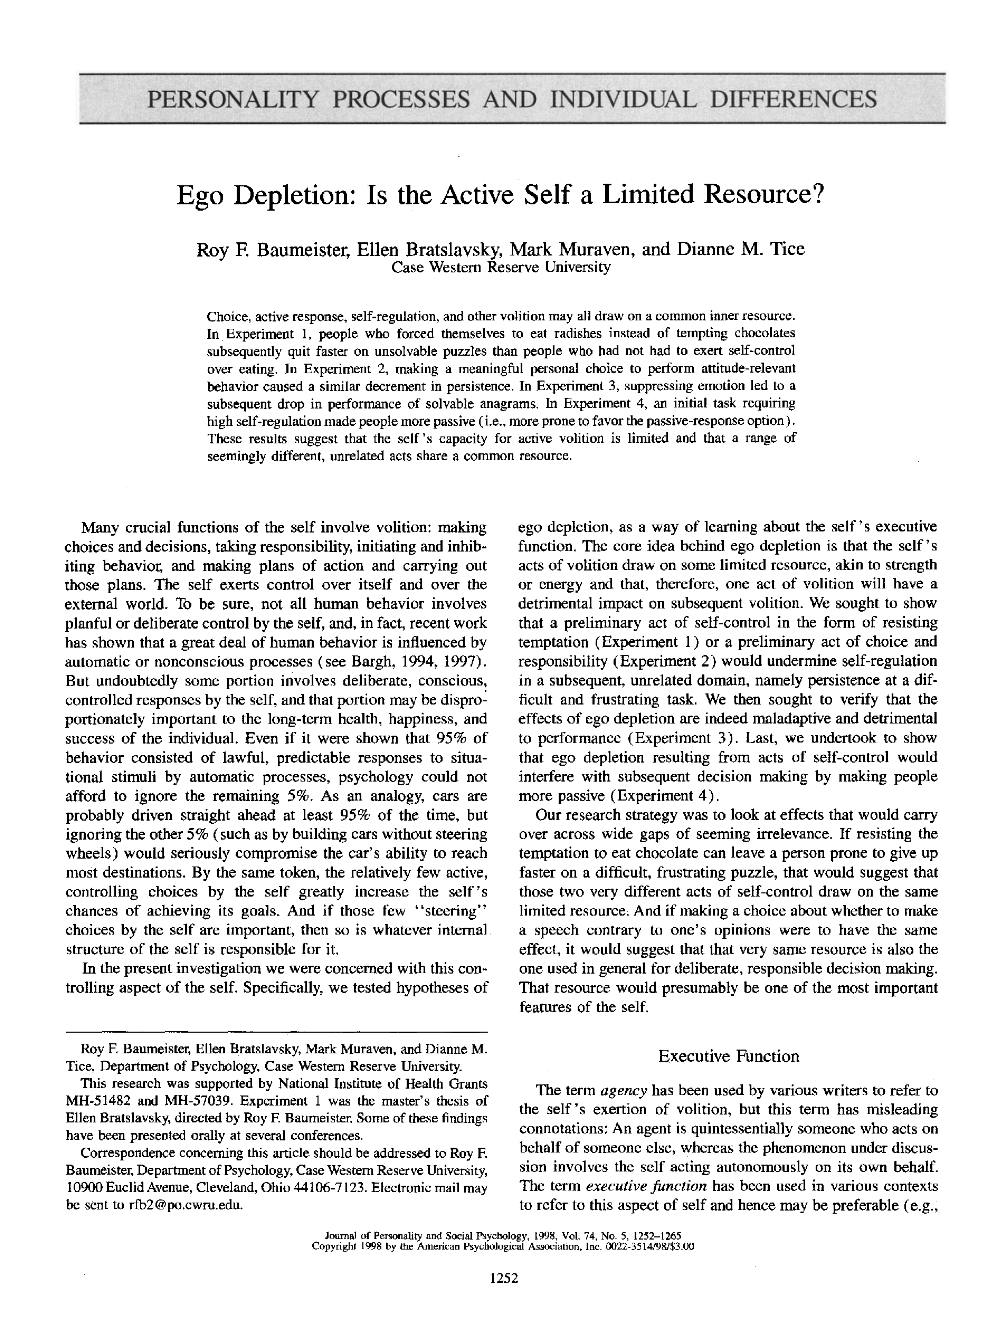 PERSONALITY PROCESSES AND INDIVIDUAL DIFFERENCES
Ego Depletion: Is the Active Self a Limited Resource?
Roy F. Baumeister, Ellen Bratslavsky, Mark Muraven, and Dianne M. Tice
Case Western Reserve University
Choice, active response, self-regulation, and other volition may all draw on a common inner resource.
In Experiment 1, people who forced themselves to eat radishes instead of tempting chocolates
subsequently quit faster on unsolvable puzzles than people who had not had to exert self-control
over eating. In Experiment 2, making a meaningful personal choice to perform attitude-relevant
behavior caused a similar decrement in persistence. In Experiment 3, suppressing emotion led to a
subsequent drop in performance of solvable anagrams. In Experiment 4, an initial task requiring
high self-regulation made people more passive (i.e., more prone to favor the passive-response option).
These results suggest that the self's capacity for active volition is limited and that a range of
seemingly different, unrelated acts share a common resource.
Many crucial functions of the self involve volition: making
choices and decisions, taking responsibility, initiating and inhib-
iting behavior, and making plans of action and carrying out
those plans. The self exerts control over itself and over the
external world. To be sure, not all human behavior involves
planful or deliberate control by the self, and, in fact, recent work
has shown that a great deal of human behavior is influenced by
automatic or nonconscious processes (see Bargh, 1994, 1997).
But undoubtedly some portion involves deliberate, conscious,
controlled responses by the self, and that portion may be dispro-
portionately important to the long-term health, happiness, and
success of the individual. Even if it were shown that 95% of
behavior consisted of lawful, predictable responses to situa-
tional stimuli by automatic processes, psychology could not
afford to ignore the remaining 5%. As an analogy, cars are
probably driven straight ahead at least 95% of the time, but
ignoring the other 5% (such as by building cars without steering
wheels) would seriously compromise the car's ability to reach
most destinations. By the same token, the relatively few active,
controlling choices by the self greatly increase the self's
chances of achieving its goals. And if those few "steering"
choices by the self are important, then so is whatever internal
structure of the self is responsible for it.
In the present investigation we were concerned with this con-
trolling aspect of the self. Specifically, we tested hypotheses of
Roy F. Baumeister, Ellen Bratslavsky, Mark Muraven, and Dianne M.
Tice, Department of Psychology, Case Western Reserve University.
This research was supported by National Institute of Health Grants
MH-51482 and MH-57039. Experiment 1 was the master's thesis of
Ellen Bratslavsky, directed by Roy F. Baumeister. Some of these findings
have been presented orally at several conferences.
Correspondence concerning this article should be addressed to Roy F.
Baumeister, Department of Psychology, Case Western Reserve University,
10900 Euclid Avenue, Cleveland, Ohio 44106-7123. Electronic mail may
be sent to rfb2@po.cwru.edu.
ego depletion, as a way of learning about the self's executive
function. The core idea behind ego depletion is that the self's
acts of volition draw on some limited resource, akin to strength
or energy and that, therefore, one act of volition will have a
detrimental impact on subsequent volition. We sought to show
that a preliminary act of self-control in the form of resisting
temptation (Experiment 1) or a preliminary act of choice and
responsibility (Experiment 2) would undermine self-regulation
in a subsequent, unrelated domain, namely persistence at a dif-
ficult and frustrating task. We then sought to verify that the
effects of ego depletion are indeed maladaptive and detrimental
to performance (Experiment 3). Last, we undertook to show
that ego depletion resulting from acts of self-control would
interfere with subsequent decision making by making people
more passive (Experiment 4).
Our research strategy was to look at effects that would carry
over across wide gaps of seeming irrelevance. If resisting the
temptation to eat chocolate can leave a person prone to give up
faster on a difficult, frustrating puzzle, that would suggest that
those two very different acts of self-control draw on the same
limited resource. And if making a choice about whether to make
a speech contrary to one's opinions were to have the same
effect, it would suggest that that very same resource is also the
one used in general for deliberate, responsible decision making.
That resource would presumably be one of the most important
features of the self.
Executive Function
The term agency has been used by various writers to refer to
the self's exertion of volition, but this term has misleading
connotations: An agent is quintessentially someone who acts on
behalf of someone else, whereas the phenomenon under discus-
sion involves the self acting autonomously on its own behalf.
The term executive function has been used in various contexts
to refer to this aspect of self and hence may be preferable (e.g.,
Journal of Personality and Social Psychology, 1998, Vol. 74, No. 5, 1252–1265
Copyright 1998 by the American Psychological Association, Inc. 0022-3514/98/$3.00
1252